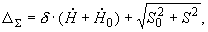 Δ_Σ = δ·(Ḣ + Ḣ₀) + √(S₀² + S²),